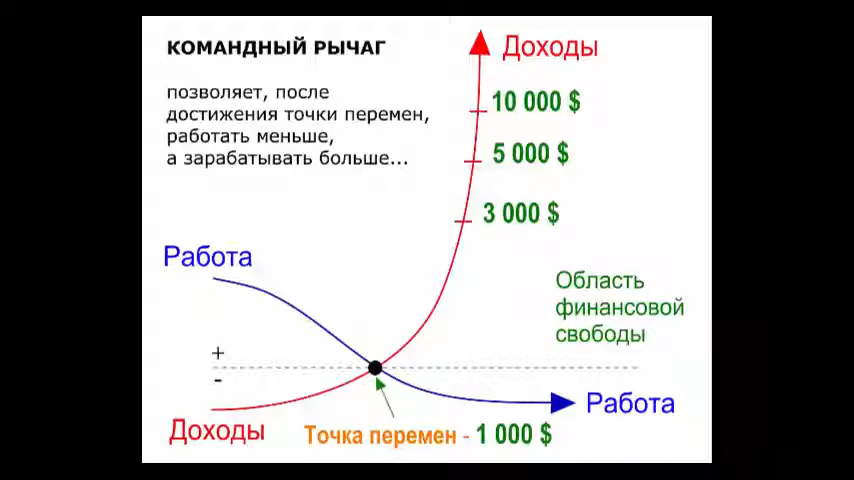 КОМАНДНЫЙ РЫЧАГ
позволяет, после
достижения точки перемен,
работать меньше,
а зарабатывать больше...
Доходы
10 000 $
5 000 $
3 000 $
Работа
Область
финансовой
свободы
+
-
Работа
Доходы
Точка перемен - 1 000 $